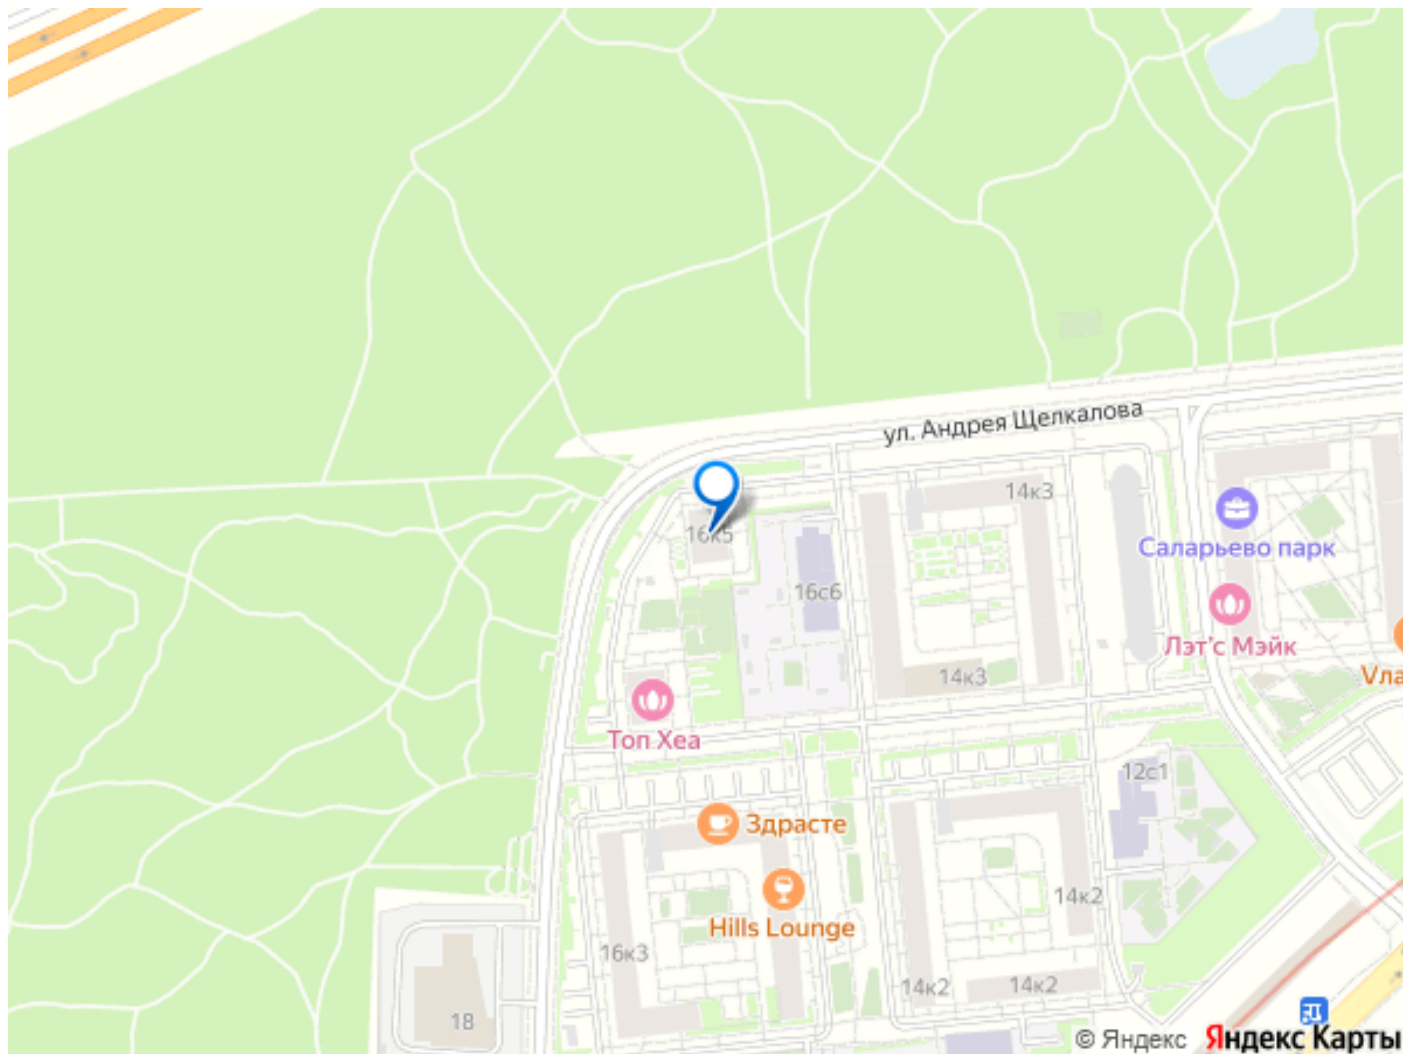 ул. Андрея Щелкалова
14к3
16к5
Саларьево парк
16с6
Лэт'с Мэйк
14к3
Vла
Топ Хеа
12с1
Здрасте
14к2
Hills Lounge
16к3
14к2
14к2
18
© Яндекс Яндекс Карты